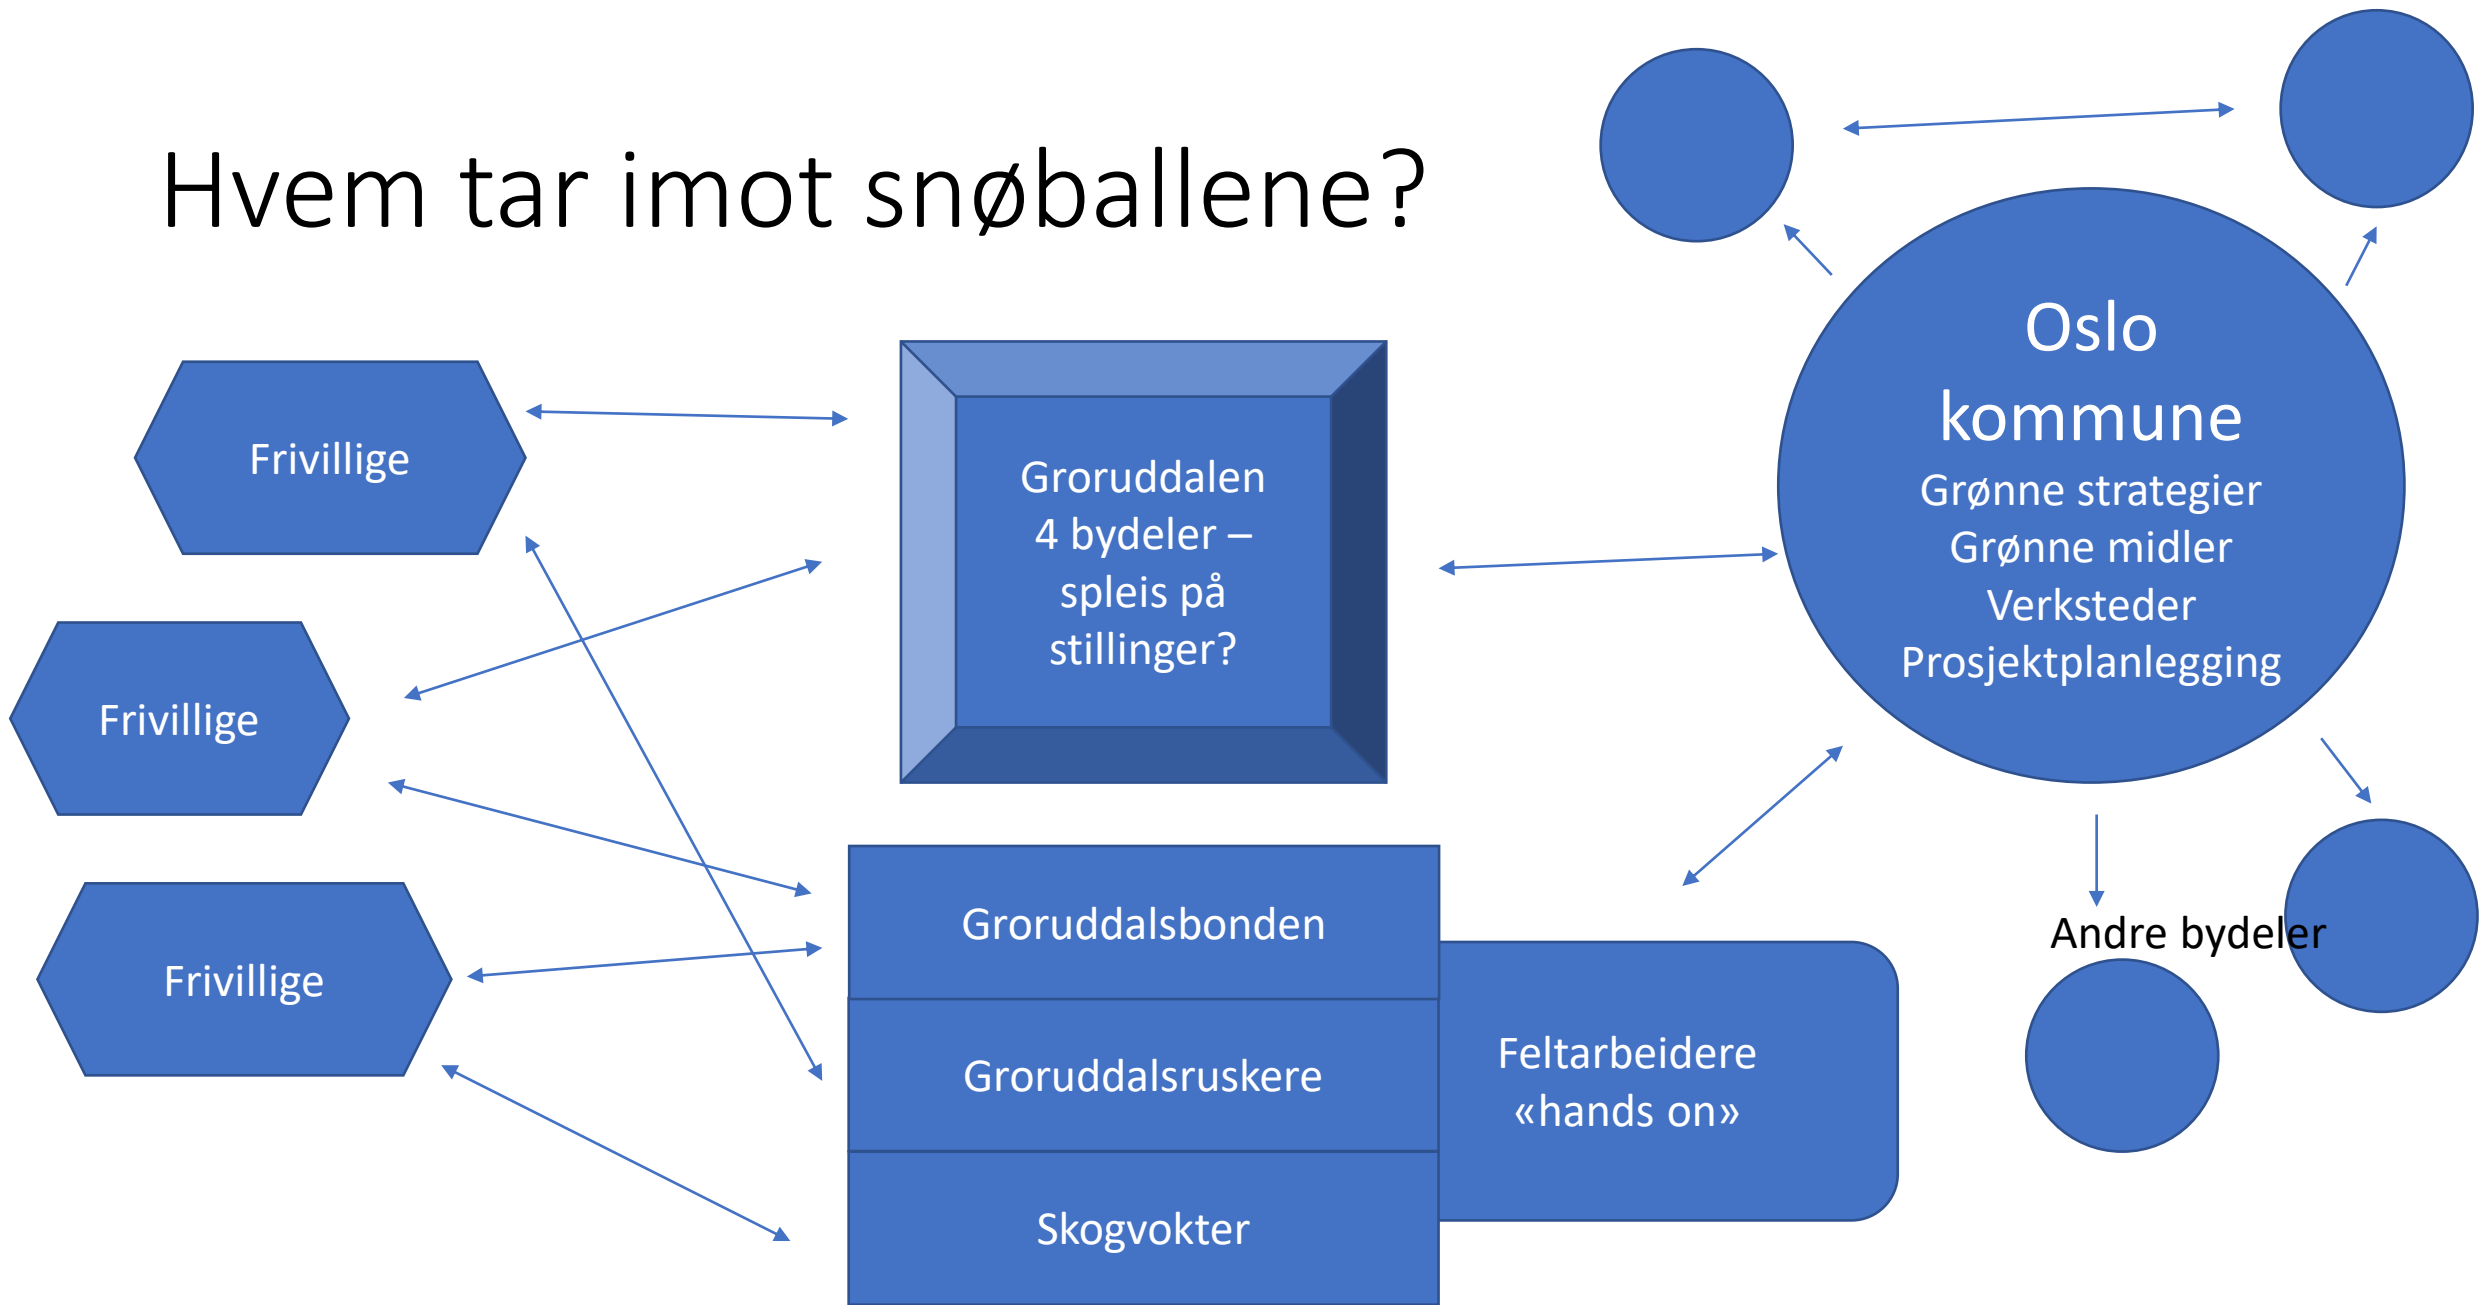 Hvem tar imot snøballene?
Frivillige
Frivillige
Frivillige
Groruddalen
4 bydeler –
spleis på
stillinger?
Oslo
kommune
Grønne strategier
Grønne midler
Verksteder
Prosjektplanlegging
Groruddalsbonden
Groruddalsruskere
Skogvokter
Feltarbeidere
«hands on»
Andre bydeler